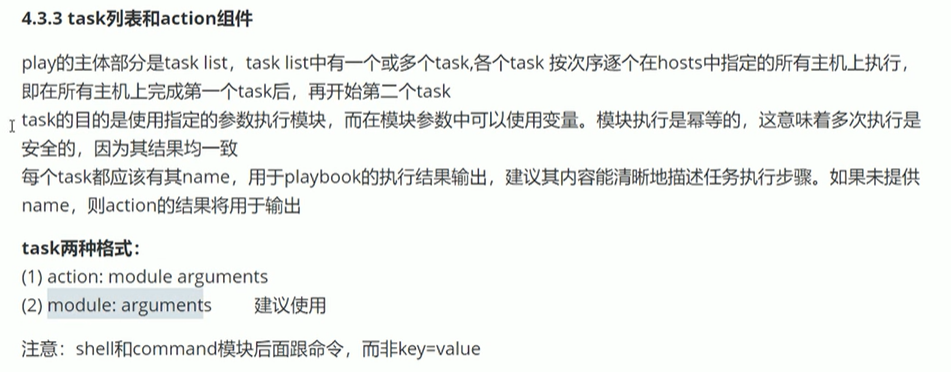 4.3.3 task列表和action组件
play的主体部分是task list，task list中有一个或多个task,各个task 按次序逐个在hosts中指定的所有主机上执行，
即在所有主机上完成第一个task后，再开始第二个task
task的目的是使用指定的参数执行模块，而在模块参数中可以使用变量。模块执行是幂等的，这意味着多次执行是
安全的，因为其结果均一致
每个task都应该有其name，用于playbook的执行结果输出，建议其内容能清晰地描述任务执行步骤。如果未提供
name，则action的结果将用于输出
task两种格式：
(1) action: module arguments
(2) module: arguments 建议使用
注意：shell和command模块后面跟命令，而非key=value